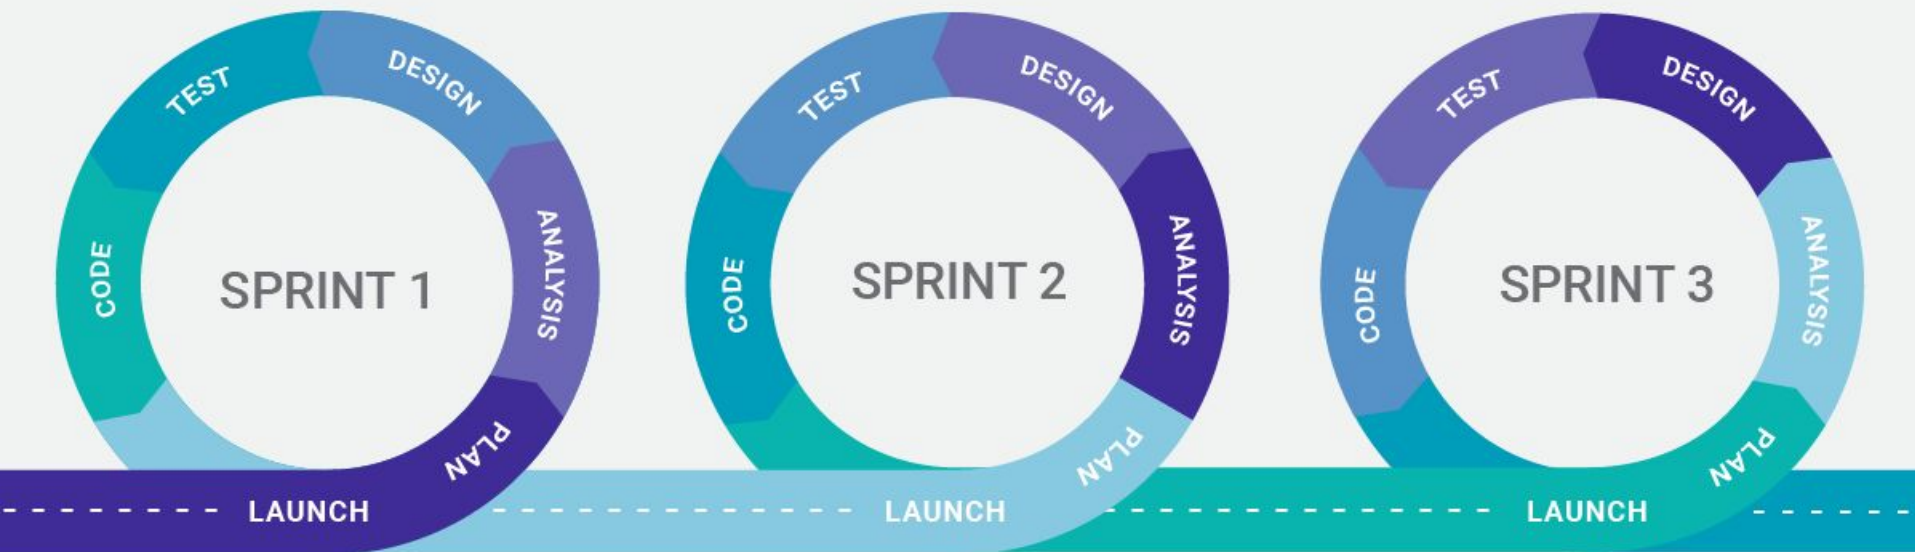 TEST
DESIGN
ANALYSIS
PLAN
CODE
SPRINT 1
LAUNCH
TEST
DESIGN
ANALYSIS
PLAN
CODE
SPRINT 2
LAUNCH
TEST
DESIGN
ANALYSIS
PLAN
CODE
SPRINT 3
LAUNCH